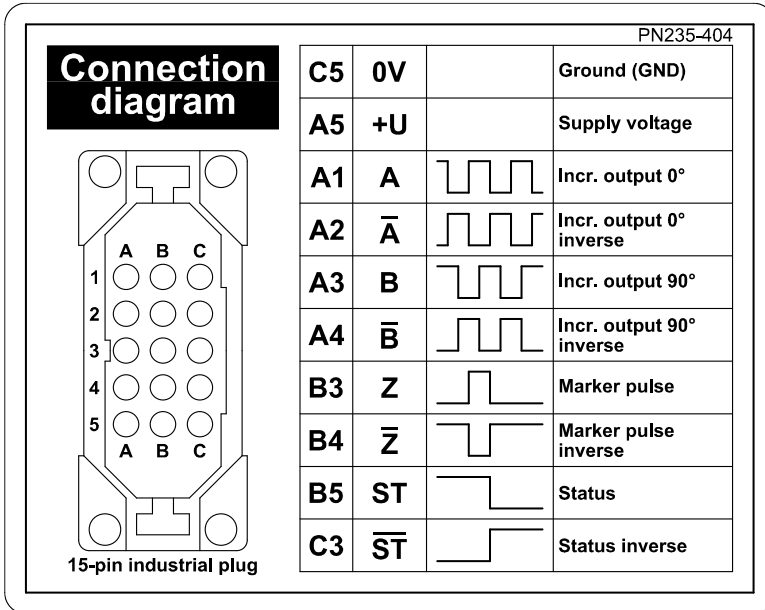 PN235-404
Connection
diagram
A B C
1
2
3
4
5
A B C
15-pin industrial plug
C5 0V Ground (GND)
A5 +U Supply voltage
A1 A Incr. output 0°
A2 A̅ Incr. output 0°
inverse
A3 B Incr. output 90°
A4 B̅ Incr. output 90°
inverse
B3 Z Marker pulse
B4 Z̅ Marker pulse
inverse
B5 ST Status
C3 S̅T̅ Status inverse